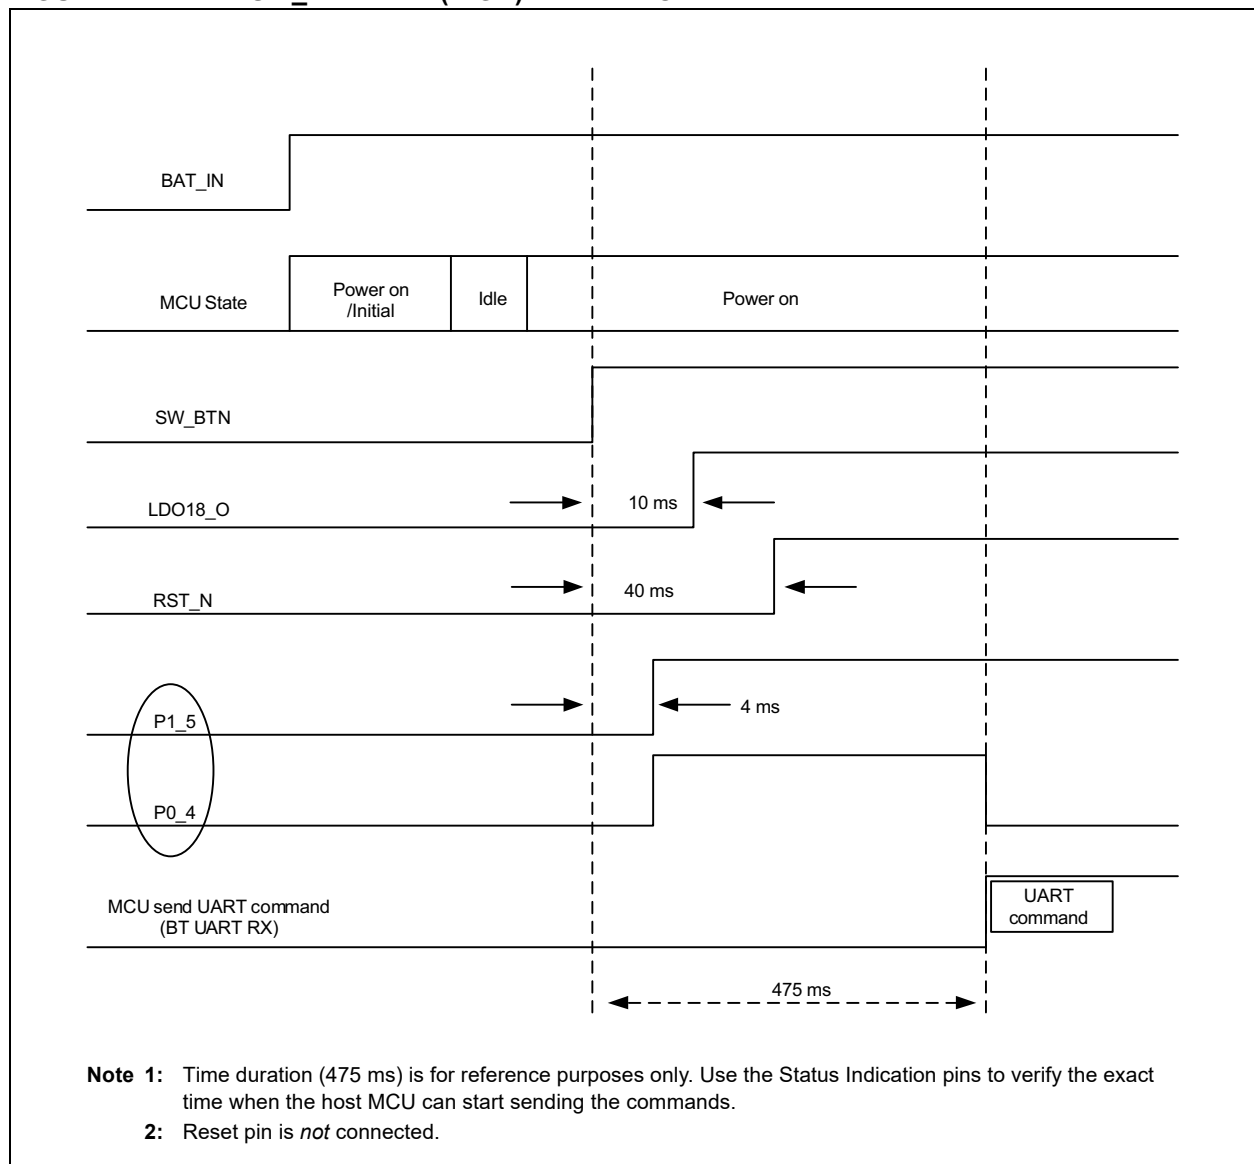 BAT_IN
MCU State
Power on
/Initial
Idle
Power on
SW_BTN
LDO18_O
10 ms
RST_N
40 ms
P1_5
4 ms
P0_4
MCU send UART command
(BT UART RX)
UART
command
475 ms
Note 1: Time duration (475 ms) is for reference purposes only. Use the Status Indication pins to verify the exact
time when the host MCU can start sending the commands.
2: Reset pin is not connected.